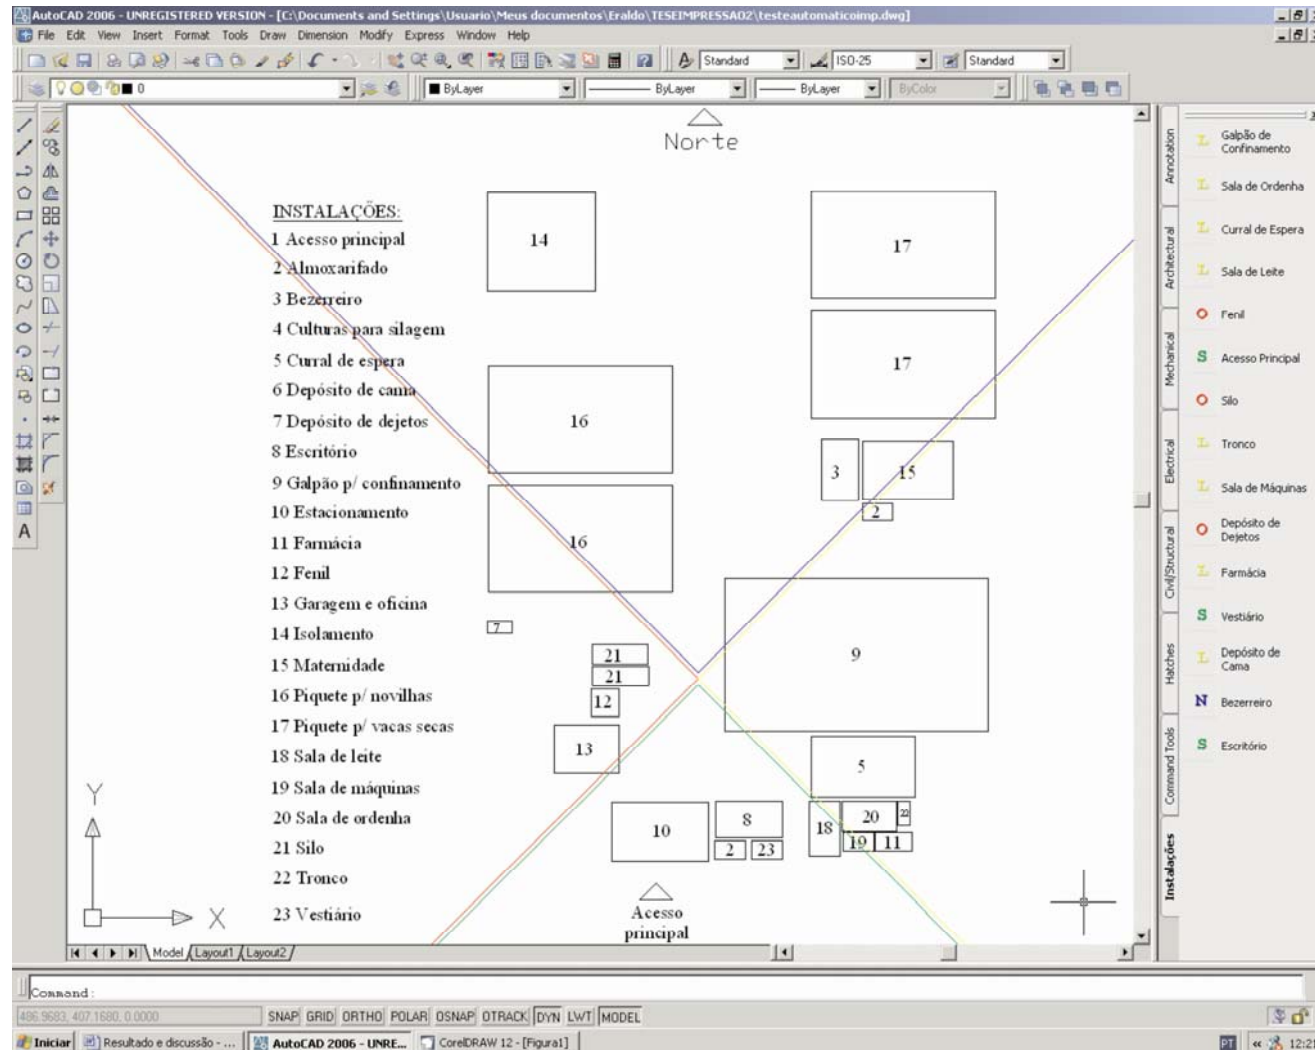 AutoCAD 2006 - UNREGISTERED VERSION - [C:\Documents and Settings\Usuario\Meus documentos\Eraldo\TESEIMPRESSAO2\testeautomaticoimp.dwg]
File Edit View Insert Format Tools Draw Dimension Modify Express Window Help
Standard ISO-25 Standard
0 ByLayer ByLayer ByLayer ByColor
Norte
INSTALAÇÕES:
1 Acesso principal
2 Almoxarifado
3 Bezerreiro
4 Culturas para silagem
5 Curral de espera
6 Depósito de cama
7 Depósito de dejetos
8 Escritório
9 Galpão p/ confinamento
10 Estacionamento
11 Farmácia
12 Fenil
13 Garagem e oficina
14 Isolamento
15 Maternidade
16 Piquete p/ novilhas
17 Piquete p/ vacas secas
18 Sala de leite
19 Sala de máquinas
20 Sala de ordenha
21 Silo
22 Tronco
23 Vestiário
14
17
17
16
3
15
2
16
7
21
21
12
9
13
5
10
8
18
20
22
2
23
19
11
Acesso
principal
Y
X
A
Annotation
Architectural
Mechanical
Electrical
Civil/Structural
Hatches
Command Tools
Instalações
L Galpão de
Confinamento
L Sala de Ordenha
L Curral de Espera
L Sala de Leite
O Fenil
S Acesso Principal
O Silo
L Tronco
L Sala de Máquinas
O Depósito de
Dejetos
L Farmácia
S Vestiário
L Depósito de
Cama
N Bezerreiro
S Escritório
Model Layout1 Layout2
Command:
486.9683, 407.1680, 0.0000 SNAP GRID ORTHO POLAR OSNAP OTRACK DYN LWT MODEL
Iniciar Resultado e discussão - ... AutoCAD 2006 - UNRE... CorelDRAW 12 - [Figura1] PT